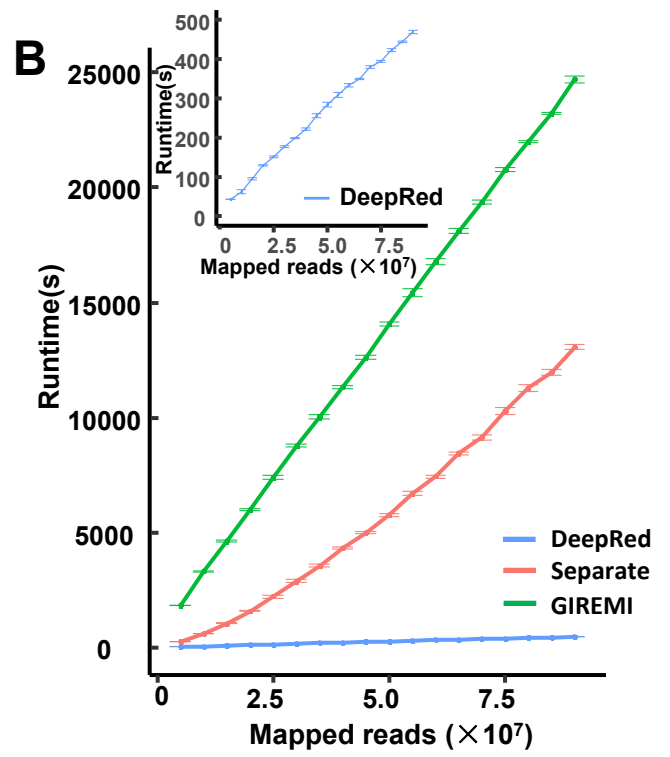 B
500
400
300
200
100
0
Runtime(s)
DeepRed
0 2.5 5.0 7.5
Mapped reads (×10⁷)
25000
20000
15000
10000
5000
0
Runtime(s)
DeepRed
Separate
GIREMI
0 2.5 5.0 7.5
Mapped reads (×10⁷)